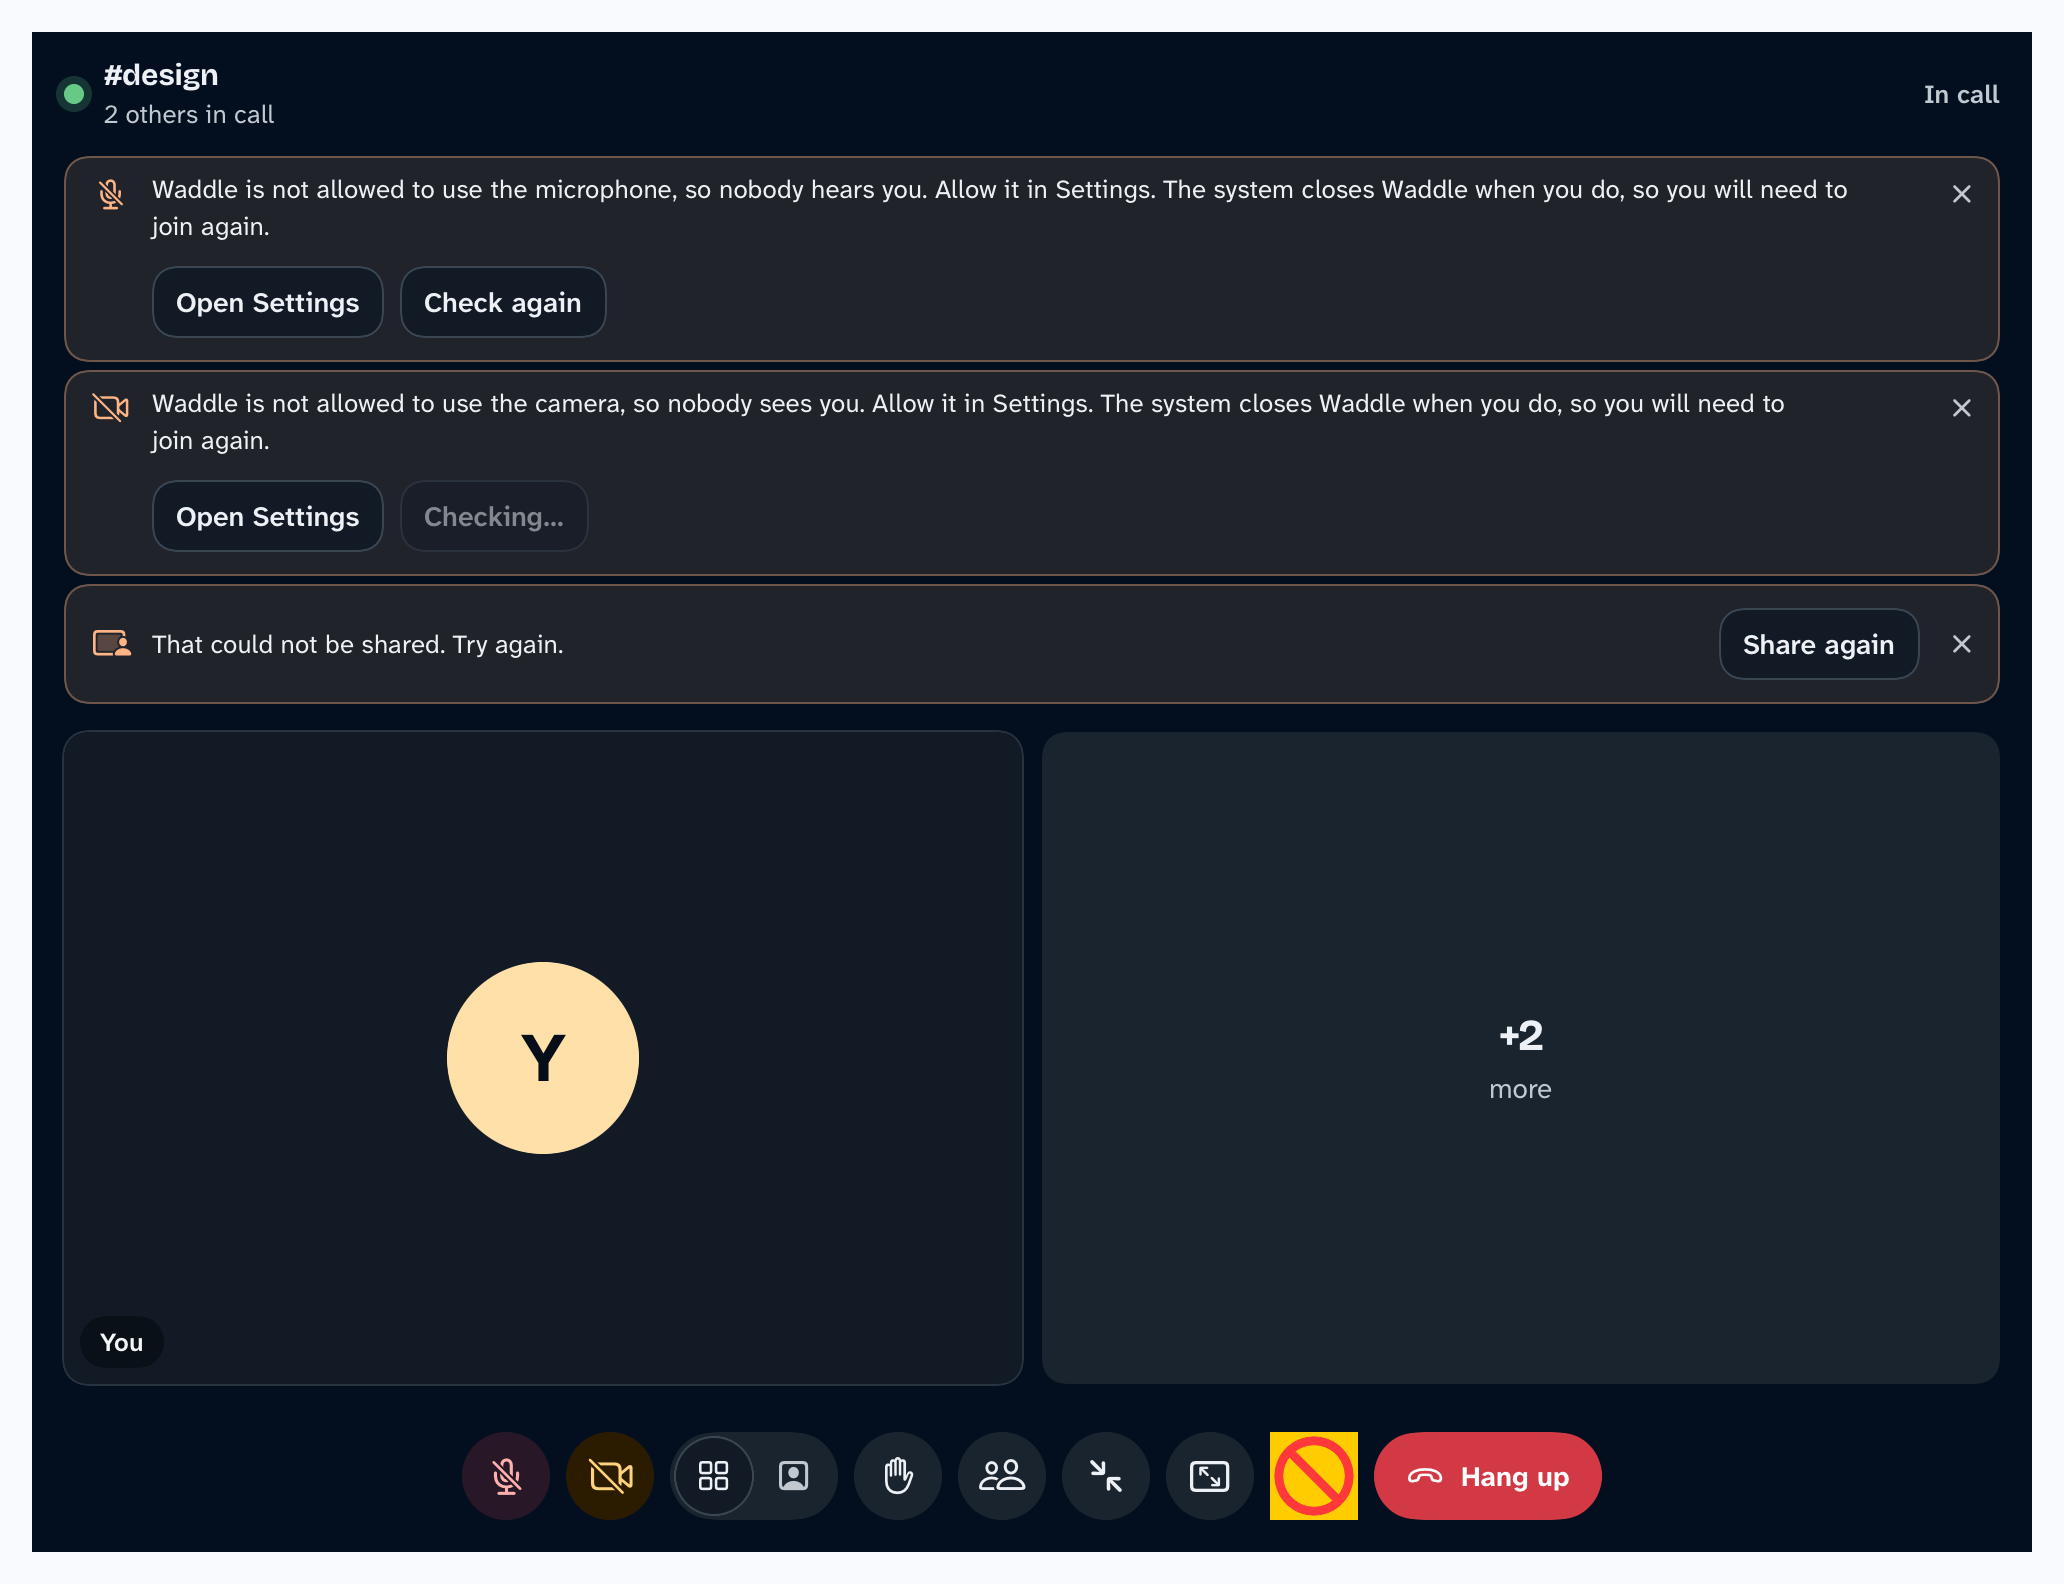 #design
2 others in call
In call
Waddle is not allowed to use the microphone, so nobody hears you. Allow it in Settings. The system closes Waddle when you do, so you will need to
join again.
Open Settings
Check again
Waddle is not allowed to use the camera, so nobody sees you. Allow it in Settings. The system closes Waddle when you do, so you will need to
join again.
Open Settings
Checking...
That could not be shared. Try again.
Share again
Y
You
+2
more
Hang up